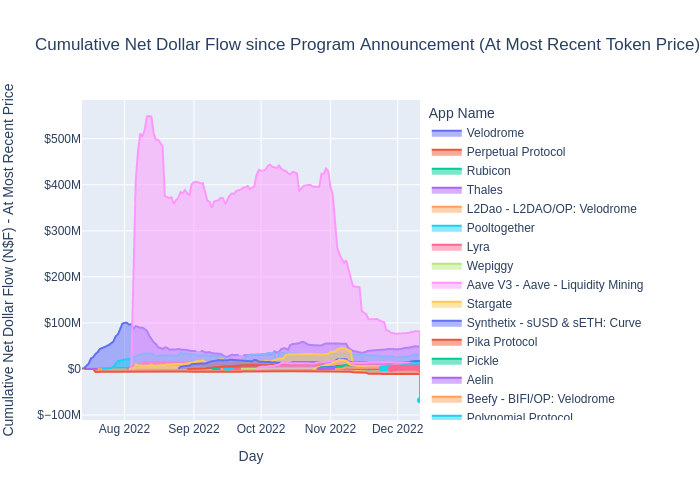 Cumulative Net Dollar Flow since Program Announcement (At Most Recent Token Price)
Cumulative Net Dollar Flow (N$F) - At Most Recent Price
$500M
$400M
$300M
$200M
$100M
$0
$−100M
Aug 2022
Sep 2022
Oct 2022
Nov 2022
Dec 2022
Day
App Name
Velodrome
Perpetual Protocol
Rubicon
Thales
L2Dao - L2DAO/OP: Velodrome
Pooltogether
Lyra
Wepiggy
Aave V3 - Aave - Liquidity Mining
Stargate
Synthetix - sUSD & sETH: Curve
Pika Protocol
Pickle
Aelin
Beefy - BIFI/OP: Velodrome
Polynomial Protocol